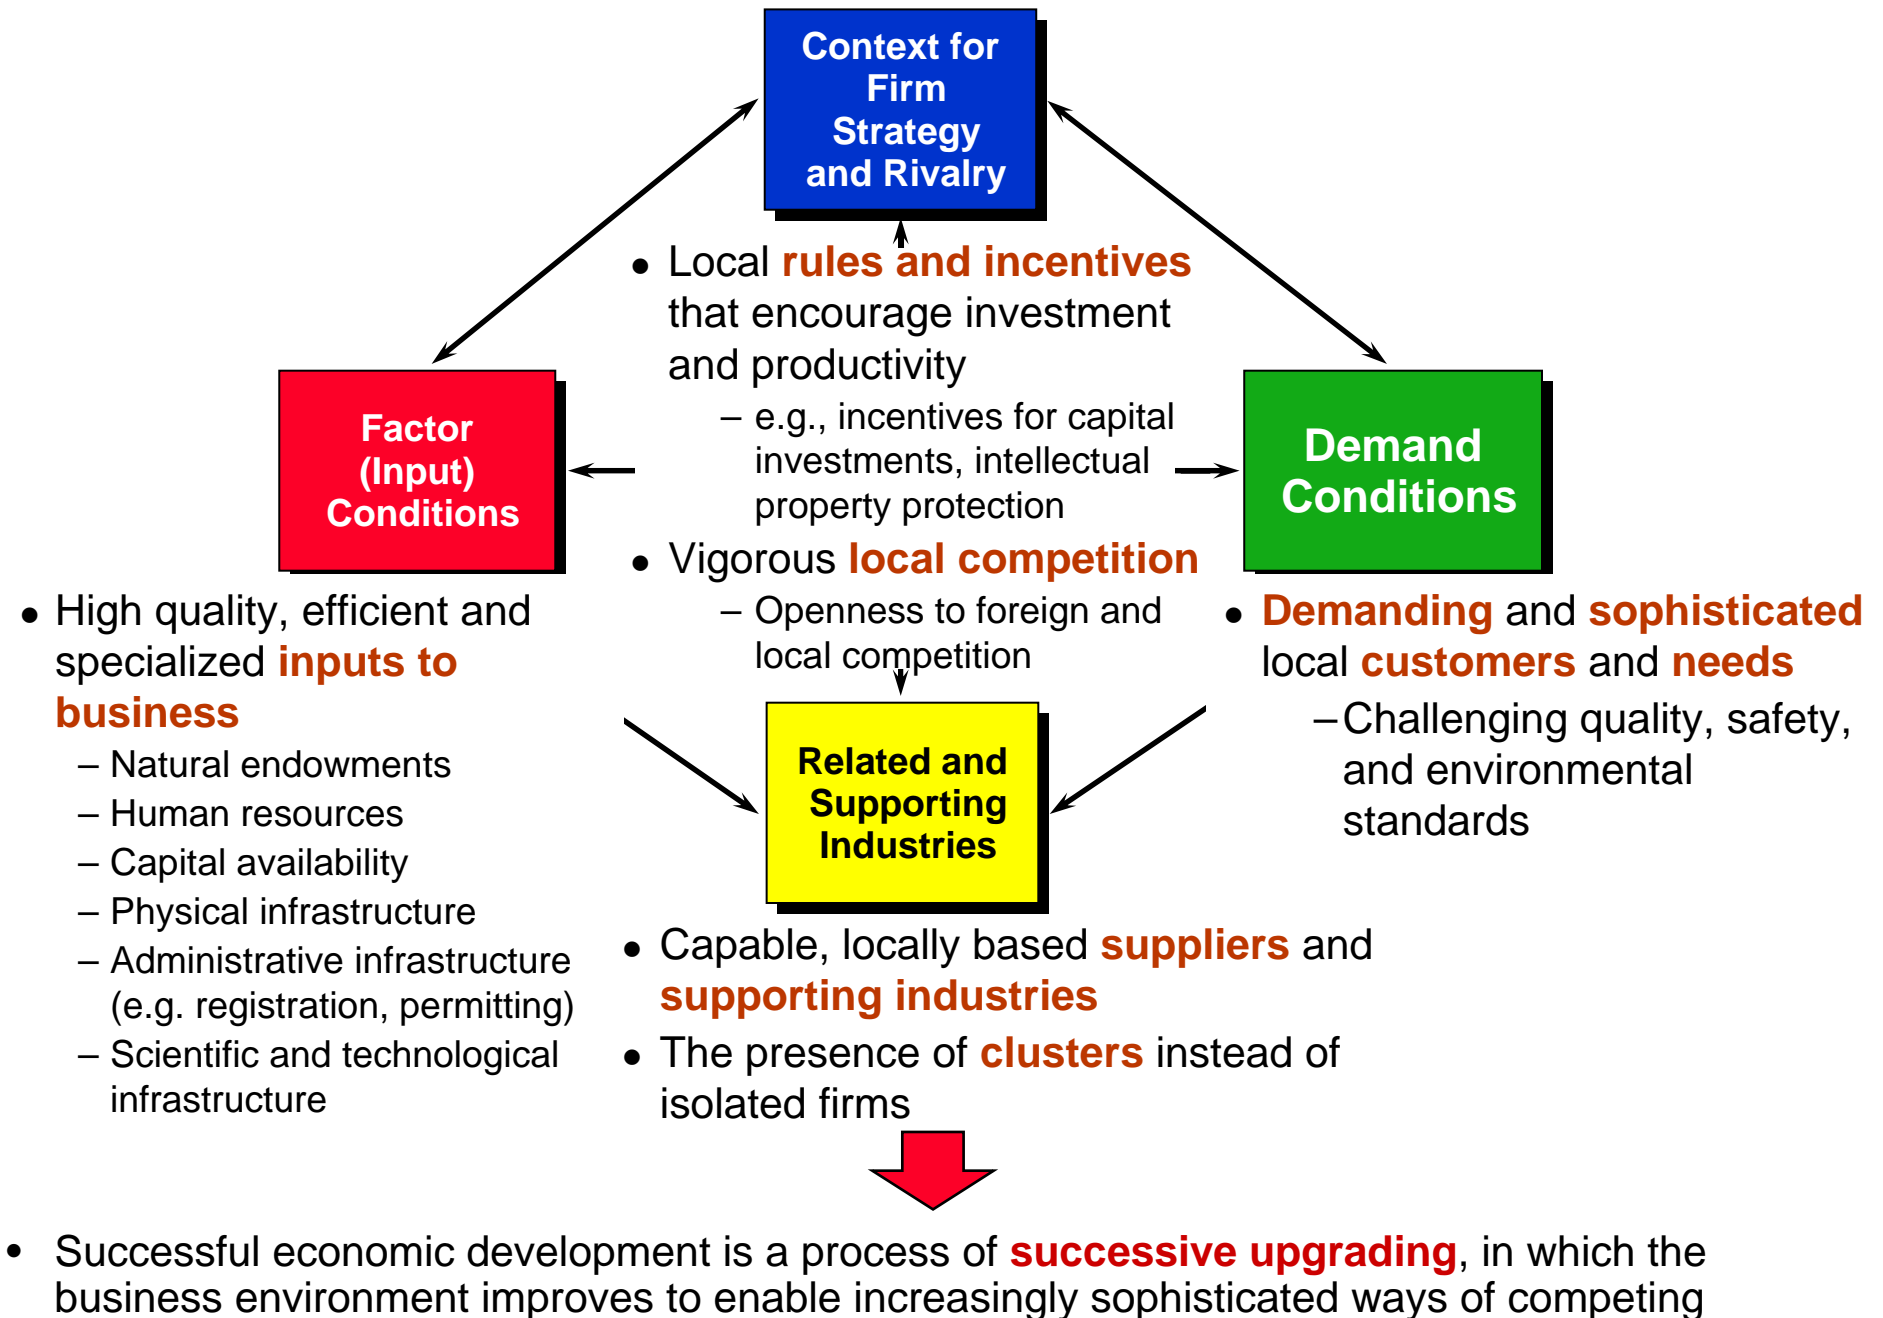 Context for
Firm
Strategy
and Rivalry
● Local rules and incentives
that encourage investment
and productivity
– e.g., incentives for capital
investments, intellectual
property protection
● Vigorous local competition
– Openness to foreign and
local competition
Factor
(Input)
Conditions
Demand
Conditions
● High quality, efficient and
specialized inputs to
business
– Natural endowments
– Human resources
– Capital availability
– Physical infrastructure
– Administrative infrastructure
(e.g. registration, permitting)
– Scientific and technological
infrastructure
● Demanding and sophisticated
local customers and needs
–Challenging quality, safety,
and environmental
standards
Related and
Supporting
Industries
● Capable, locally based suppliers and
supporting industries
● The presence of clusters instead of
isolated firms
• Successful economic development is a process of successive upgrading, in which the
business environment improves to enable increasingly sophisticated ways of competing